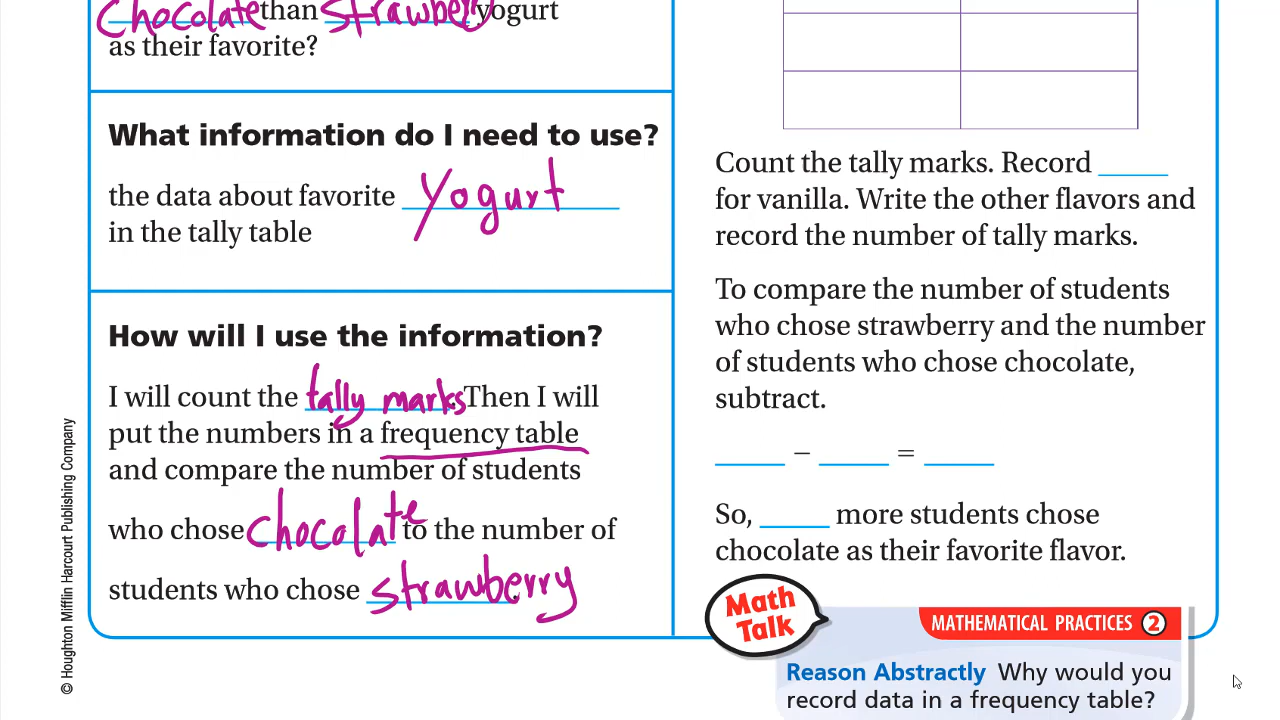 chocolate than strawberry yogurt
as their favorite?
What information do I need to use?
the data about favorite yogurt
in the tally table
How will I use the information?
I will count the tally marks. Then I will
put the numbers in a frequency table
and compare the number of students
who chose chocolate to the number of
students who chose strawberry.
© Houghton Mifflin Harcourt Publishing Company
Count the tally marks. Record ______
for vanilla. Write the other flavors and
record the number of tally marks.
To compare the number of students
who chose strawberry and the number
of students who chose chocolate,
subtract.
______ − ______ = ______
So, ______ more students chose
chocolate as their favorite flavor.
Math
Talk
MATHEMATICAL PRACTICES 2
Reason Abstractly Why would you
record data in a frequency table?